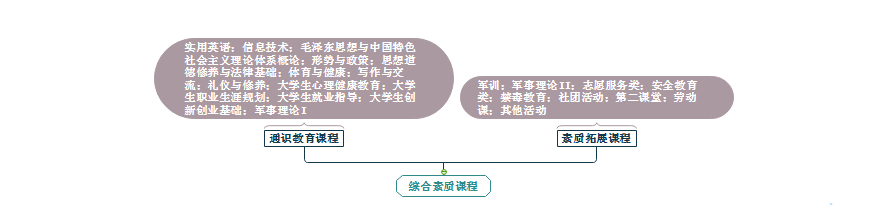 实用英语；信息技术；毛泽东思想与中国特色
社会主义理论体系概论；形势与政策；思想道
德修养与法律基础；体育与健康；写作与交
流；礼仪与修养；大学生心理健康教育；大学
生职业生涯规划；大学生就业指导；大学生创
新创业基础；军事理论I
军训；军事理论II；志愿服务类；安全教育
类；禁毒教育；社团活动；第二课堂；劳动
课；其他活动
通识教育课程
素质拓展课程
综合素质课程